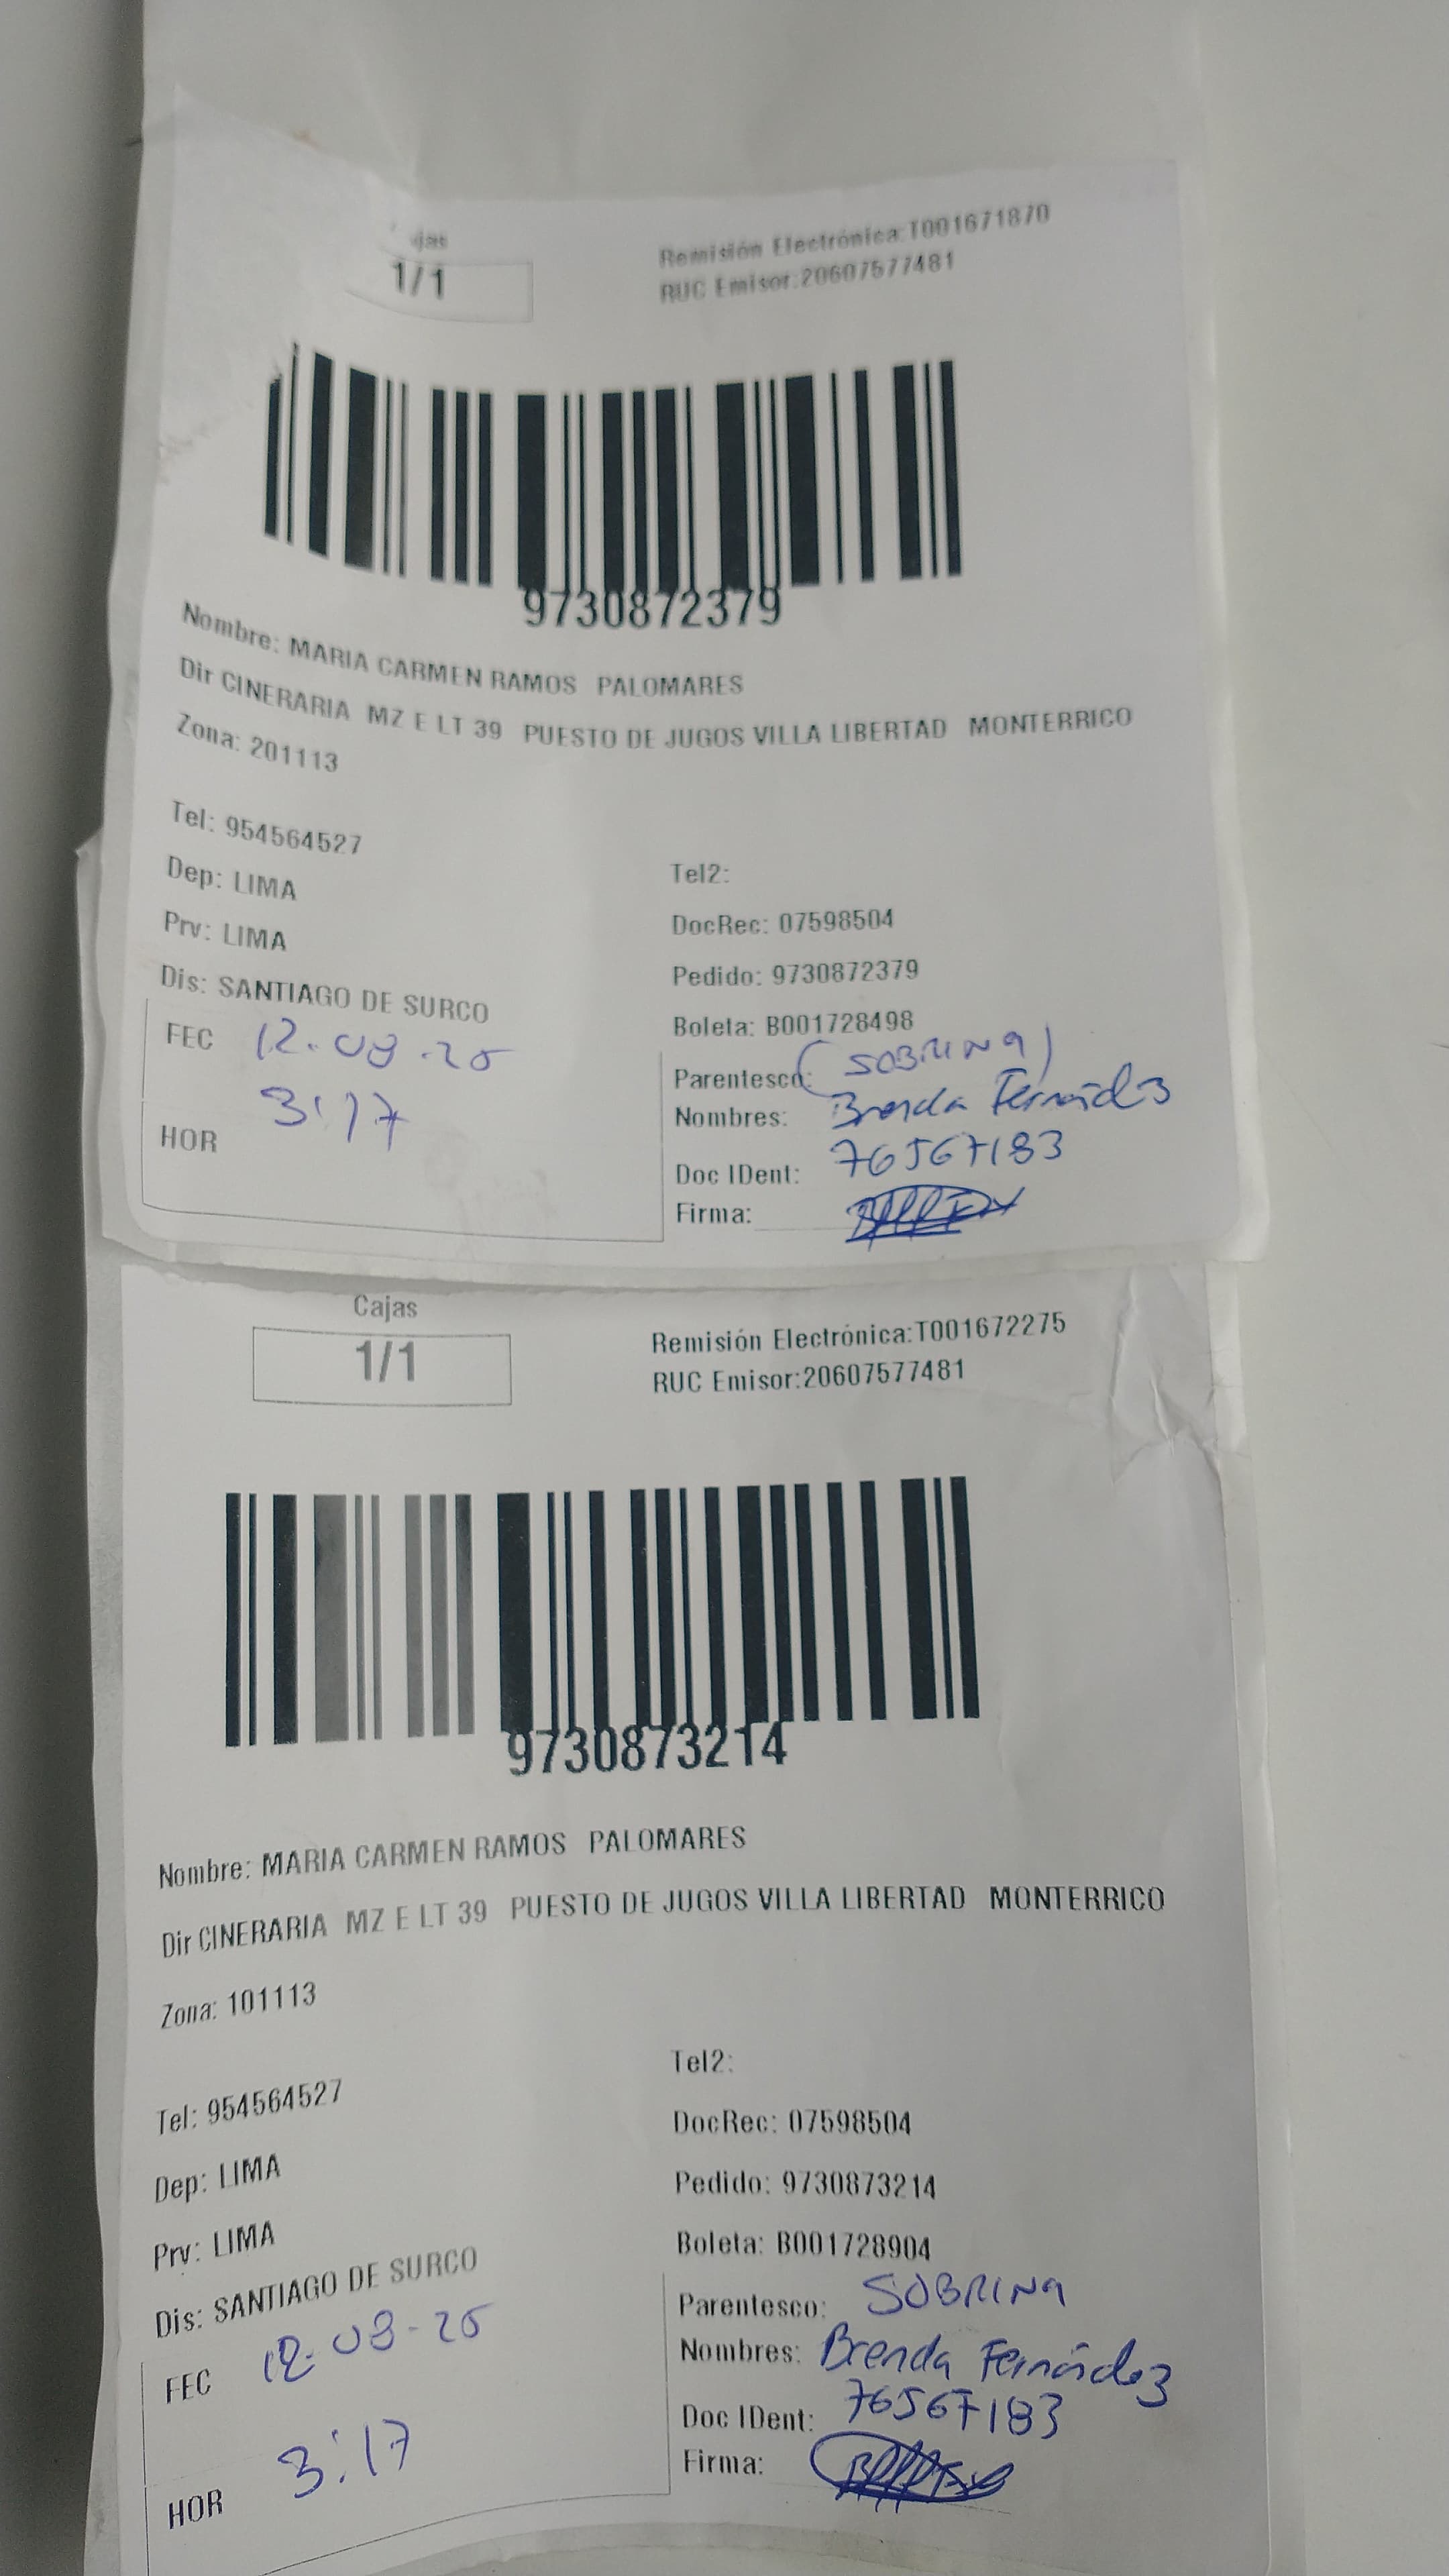 jas
1/1
Remisión Electrónica:T001671870
RUC Emisor:20607577481
9730872379
Nombre: MARIA CARMEN RAMOS PALOMARES
Dir CINERARIA MZ E LT 39 PUESTO DE JUGOS VILLA LIBERTAD MONTERRICO
Zona: 201113
Tel: 954564527
Tel2:
Dep: LIMA
DocRec: 07598504
Prv: LIMA
Pedido: 9730872379
Dis: SANTIAGO DE SURCO
Boleta: B001728498
FEC 12.08.25
Parentesco: (SOBRINA)
Nombres: Brenda Fernández
HOR 3:17
Doc IDent: 76567183
Firma:
Cajas
1/1
Remisión Electrónica:T001672275
RUC Emisor:20607577481
9730873214
Nombre: MARIA CARMEN RAMOS PALOMARES
Dir CINERARIA MZ E LT 39 PUESTO DE JUGOS VILLA LIBERTAD MONTERRICO
Zona: 101113
Tel: 954564527
Tel2:
Dep: LIMA
DocRec: 07598504
Prv: LIMA
Pedido: 9730873214
Dis: SANTIAGO DE SURCO
Boleta: B001728904
FEC 12.08-25
Parentesco: SOBRINA
Nombres: Brenda Fernández
HOR 3:17
Doc IDent: 76567183
Firma: